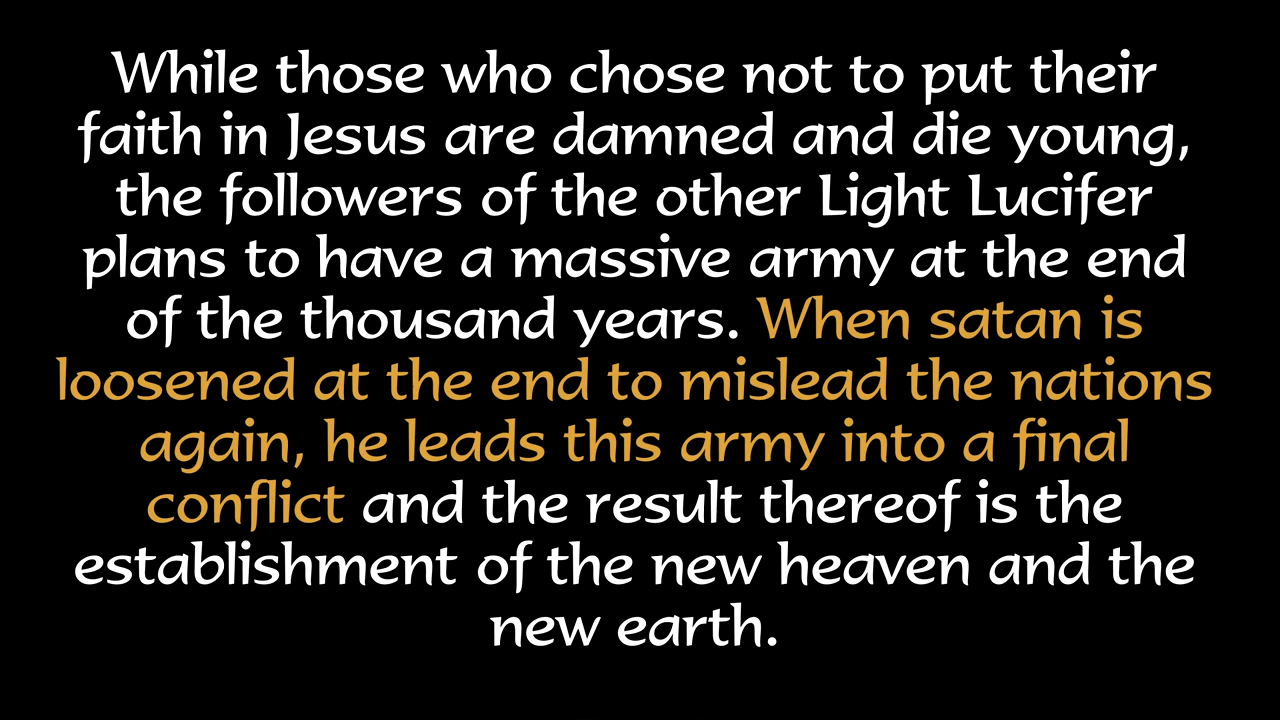 While those who chose not to put their
faith in Jesus are damned and die young,
the followers of the other Light Lucifer
plans to have a massive army at the end
of the thousand years. When satan is
loosened at the end to mislead the nations
again, he leads this army into a final
conflict and the result thereof is the
establishment of the new heaven and the
new earth.